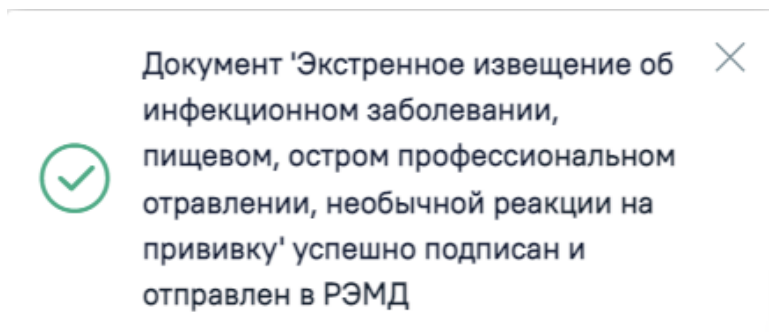 Документ 'Экстренное извещение об
инфекционном заболевании,
пищевом, остром профессиональном
отравлении, необычной реакции на
прививку' успешно подписан и
отправлен в РЭМД